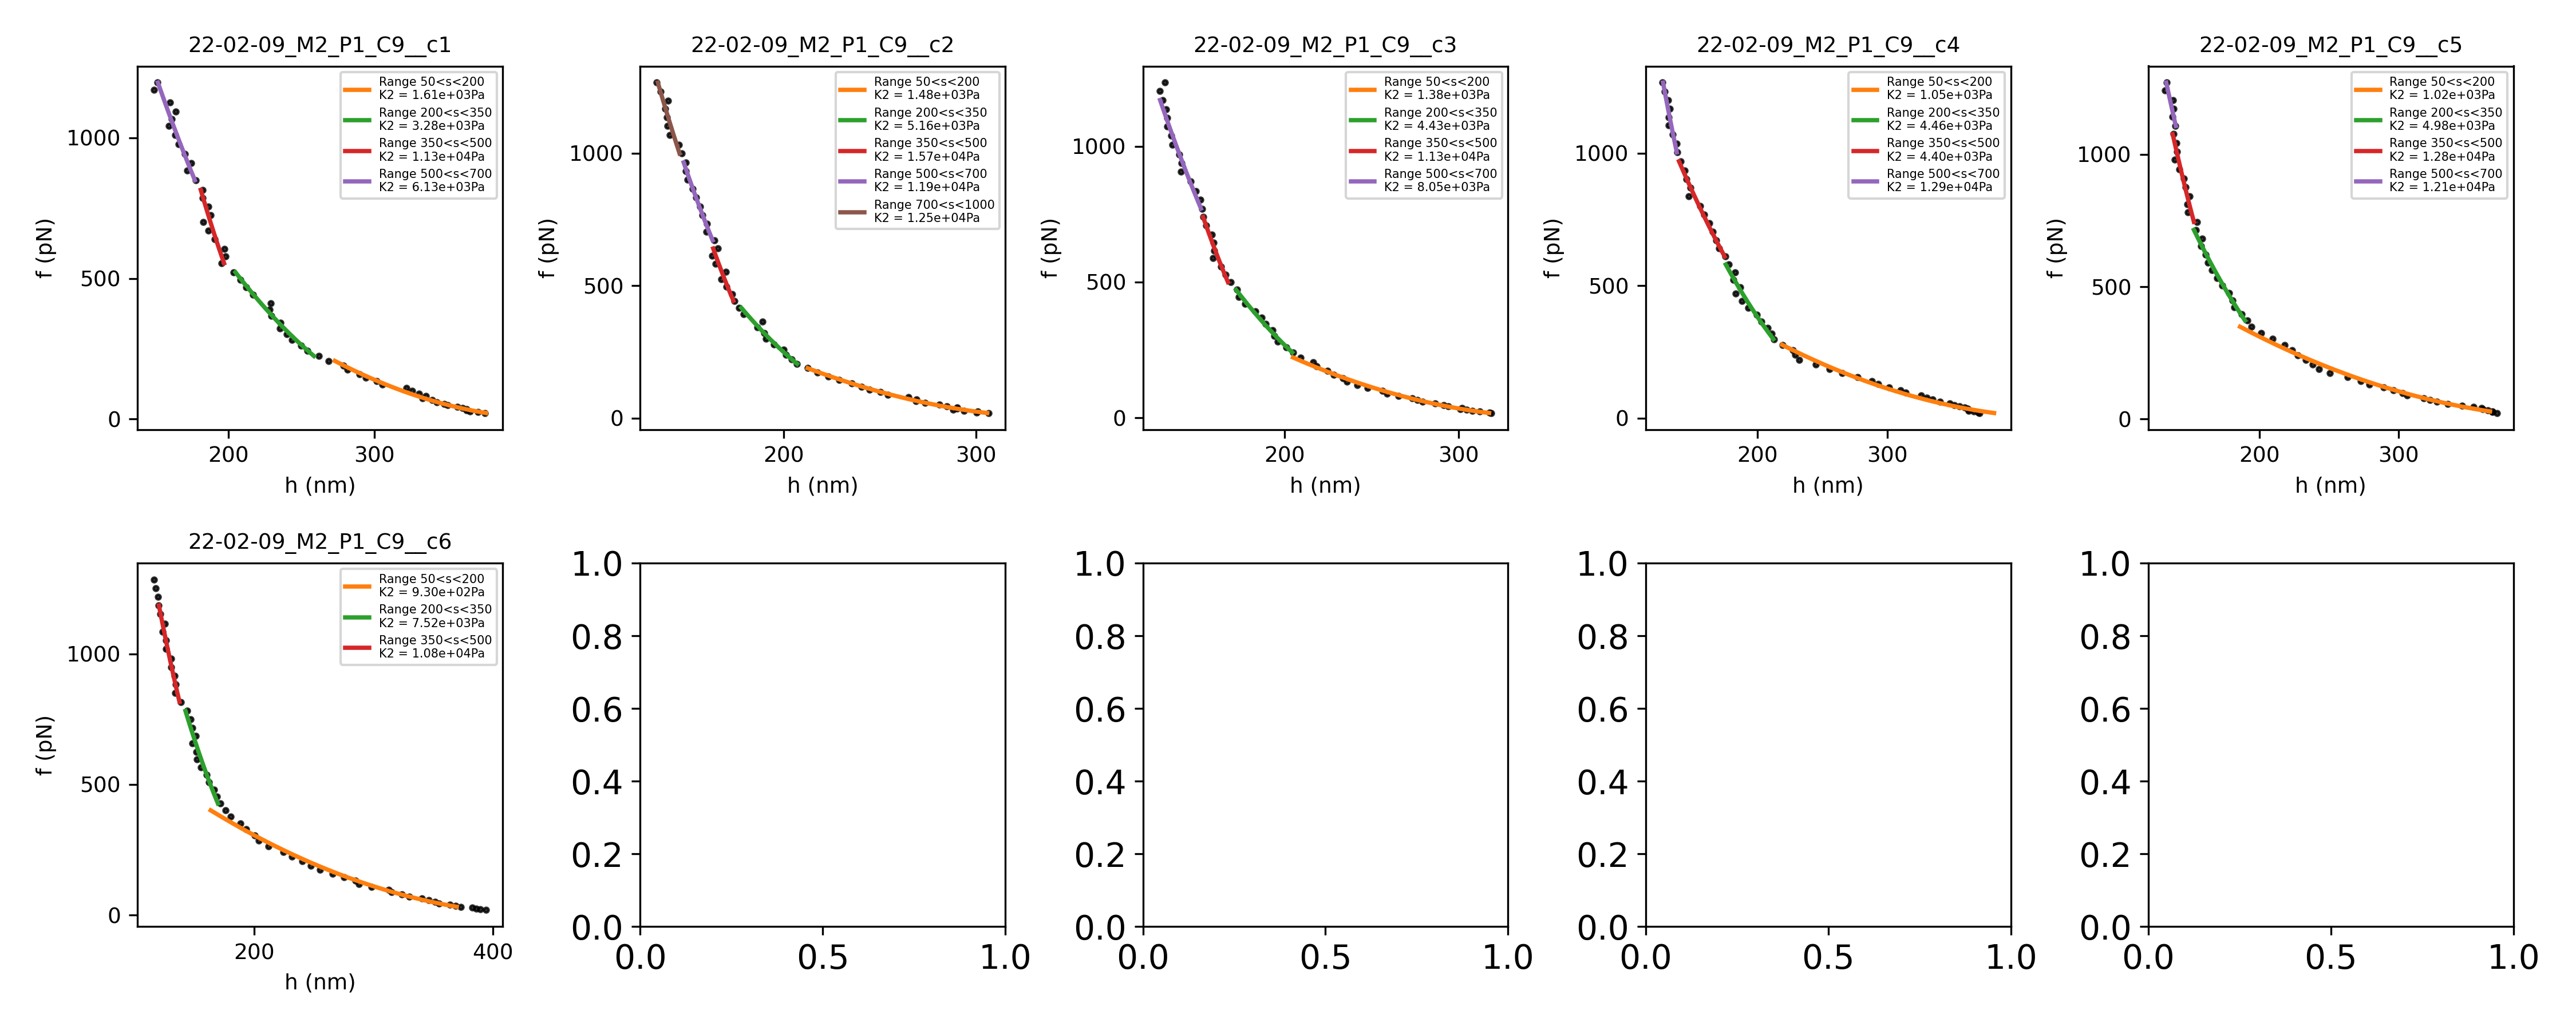 22-02-09_M2_P1_C9__c1
Range 50<s<200
K2 = 1.61e+03Pa
Range 200<s<350
K2 = 3.28e+03Pa
Range 350<s<500
K2 = 1.13e+04Pa
Range 500<s<700
K2 = 6.13e+03Pa
1000
500
0
f (pN)
200 300
h (nm)
22-02-09_M2_P1_C9__c2
Range 50<s<200
K2 = 1.48e+03Pa
Range 200<s<350
K2 = 5.16e+03Pa
Range 350<s<500
K2 = 1.57e+04Pa
Range 500<s<700
K2 = 1.19e+04Pa
Range 700<s<1000
K2 = 1.25e+04Pa
1000
500
0
f (pN)
200 300
h (nm)
22-02-09_M2_P1_C9__c3
Range 50<s<200
K2 = 1.38e+03Pa
Range 200<s<350
K2 = 4.43e+03Pa
Range 350<s<500
K2 = 1.13e+04Pa
Range 500<s<700
K2 = 8.05e+03Pa
1000
500
0
f (pN)
200 300
h (nm)
22-02-09_M2_P1_C9__c4
Range 50<s<200
K2 = 1.05e+03Pa
Range 200<s<350
K2 = 4.46e+03Pa
Range 350<s<500
K2 = 4.40e+03Pa
Range 500<s<700
K2 = 1.29e+04Pa
1000
500
0
f (pN)
200 300
h (nm)
22-02-09_M2_P1_C9__c5
Range 50<s<200
K2 = 1.02e+03Pa
Range 200<s<350
K2 = 4.98e+03Pa
Range 350<s<500
K2 = 1.28e+04Pa
Range 500<s<700
K2 = 1.21e+04Pa
1000
500
0
f (pN)
200 300
h (nm)
22-02-09_M2_P1_C9__c6
Range 50<s<200
K2 = 9.30e+02Pa
Range 200<s<350
K2 = 7.52e+03Pa
Range 350<s<500
K2 = 1.08e+04Pa
1000
500
0
f (pN)
200 400
h (nm)
1.0
0.8
0.6
0.4
0.2
0.0
0.0 0.5 1.0
1.0
0.8
0.6
0.4
0.2
0.0
0.0 0.5 1.0
1.0
0.8
0.6
0.4
0.2
0.0
0.0 0.5 1.0
1.0
0.8
0.6
0.4
0.2
0.0
0.0 0.5 1.0